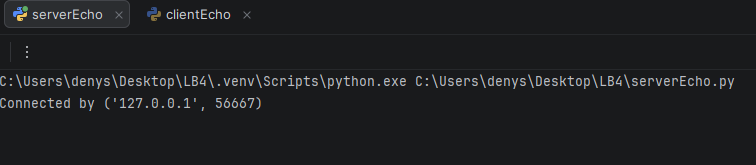 serverEcho × clientEcho ×
C:\Users\denys\Desktop\LB4\.venv\Scripts\python.exe C:\Users\denys\Desktop\LB4\serverEcho.py
Connected by ('127.0.0.1', 56667)